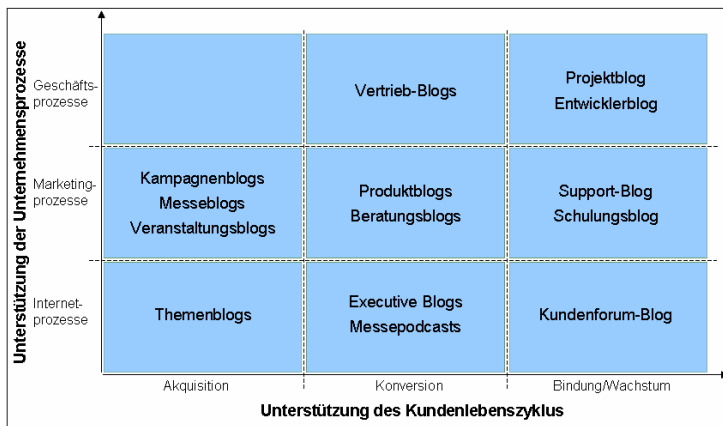 Unterstützung der Unternehmensprozesse
Geschäfts-
prozesse
Vertrieb-Blogs
Projektblog
Entwicklerblog
Marketing-
prozesse
Kampagnenblogs
Messeblogs
Veranstaltungsblogs
Produktblogs
Beratungsblogs
Support-Blog
Schulungsblog
Internet-
prozesse
Themenblogs
Executive Blogs
Messepodcasts
Kundenforum-Blog
Akquisition
Konversion
Bindung/Wachstum
Unterstützung des Kundenlebenszyklus